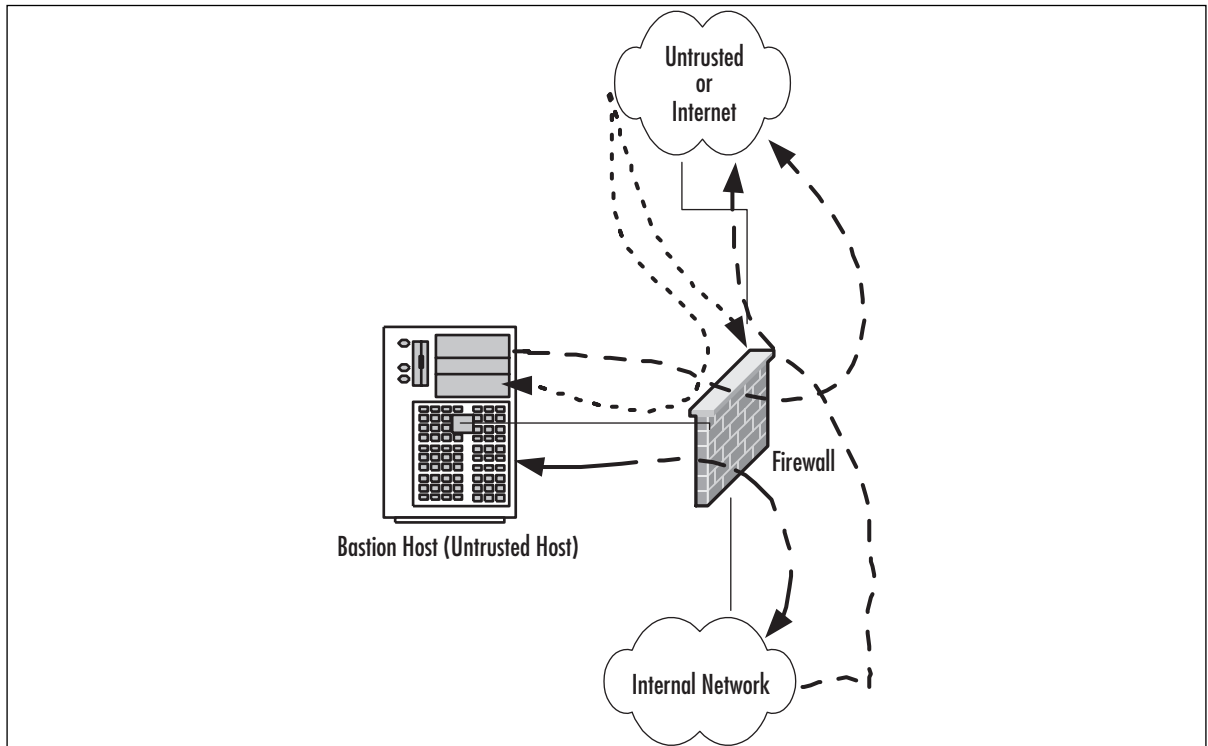 Untrusted
or
Internet
Firewall
Bastion Host (Untrusted Host)
Internal Network